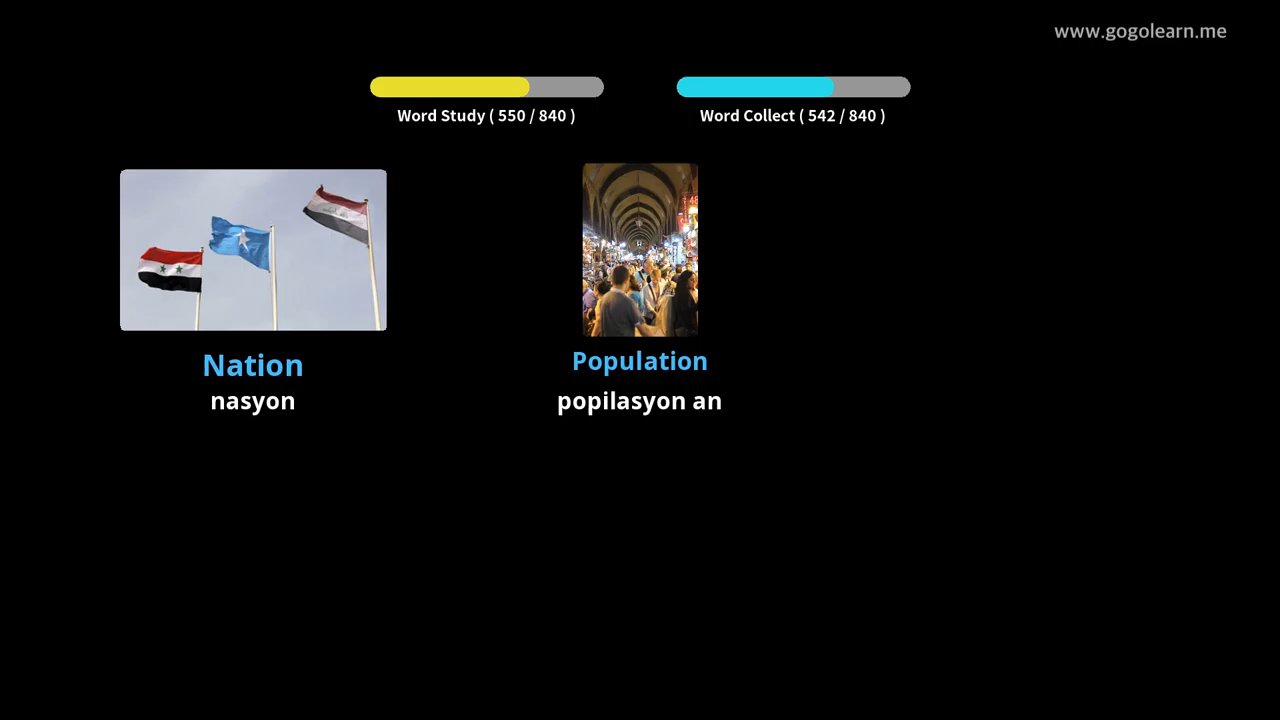 www.gogolearn.me
Word Study ( 550 / 840 )
Word Collect ( 542 / 840 )
Nation
nasyon
Population
popilasyon an